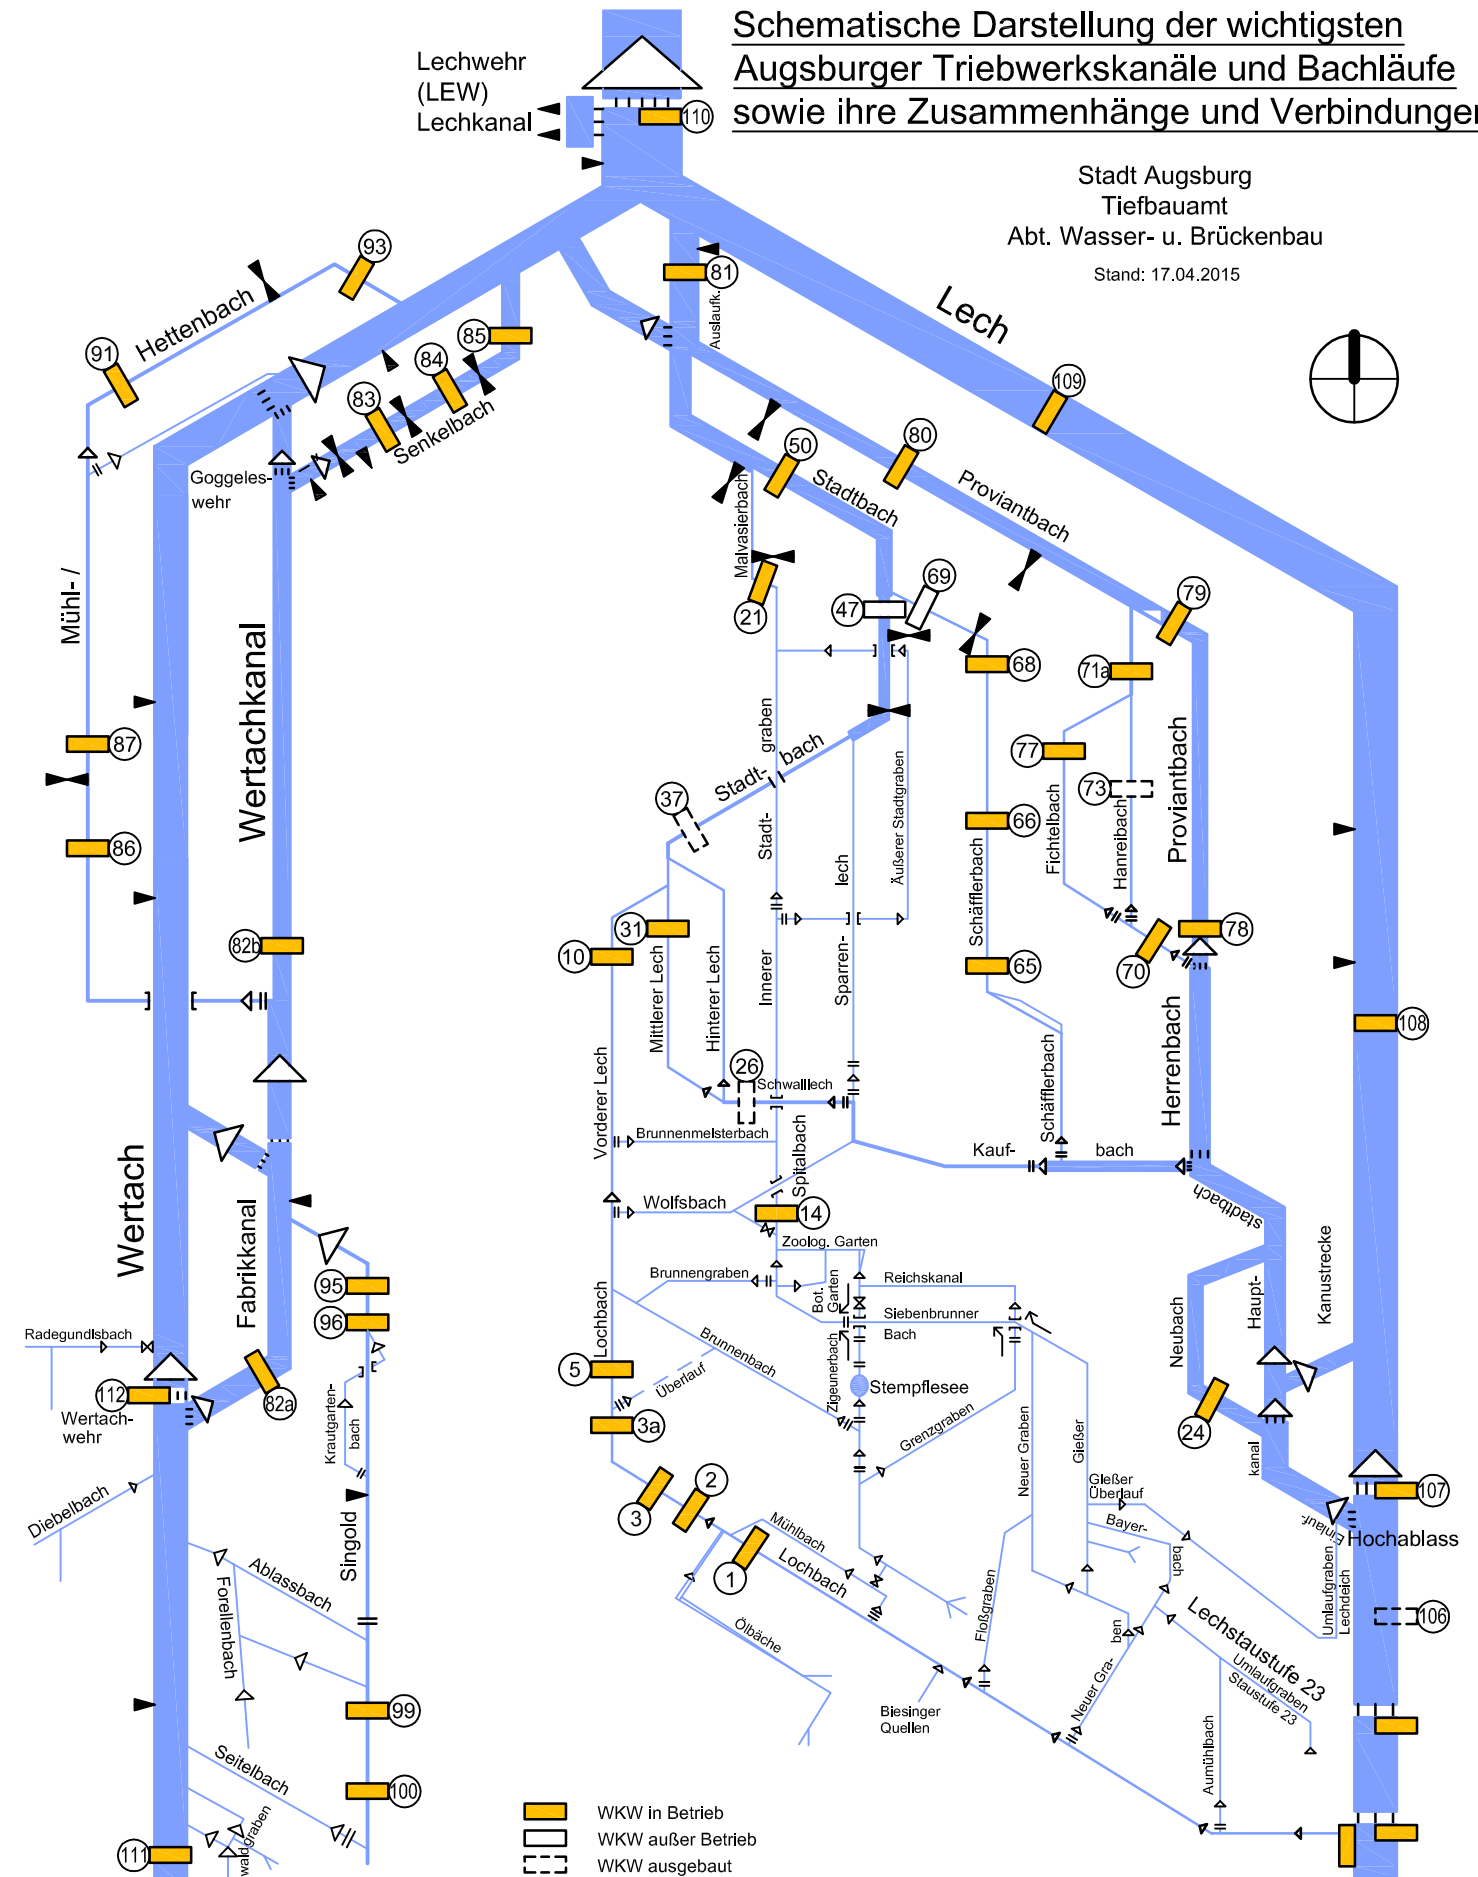 Schematische Darstellung der wichtigsten
Augsburger Triebwerkskanäle und Bachläufe
sowie ihre Zusammenhänge und Verbindungen
Lechwehr
(LEW)
Lechkanal
110
Stadt Augsburg
Tiefbauamt
Abt. Wasser- u. Brückenbau
Stand: 17.04.2015
93
81
Auslaufk.
Lech
Hettenbach
85
91
84
83
Senkelbach
109
50
80
Goggeles-
wehr
Stadtbach
Proviantbach
Malvasierbach
Mühl- /
Wertachkanal
21
47
69
79
68
71a
87
graben
Stadt-
bach
77
73
Proviantbach
37
86
66
Stadt-
lech
Äußerer Stadtgraben
Schäfflerbach
Fichtelbach
Hanreibach
82b
10
31
65
70
78
Mittlerer Lech
Hinterer Lech
Innerer
Sparren-
108
Herrenbach
26
Schwalllech
Vorderer Lech
Brunnenmeisterbach
Schäfflerbach
Kauf-
bach
Wertach
Spitalbach
Wolfsbach
14
stadtbach
Fabrikkanal
Zoolog. Garten
Kanustrecke
95
Brunnengraben
Bot.
Garten
Reichskanal
Haupt-
96
Siebenbrunner
Bach
Neubach
Radegundisbach
Lochbach
Brunnenbach
5
Überlauf
Zigeunerbach
Stempflesee
112
82a
Wertach-
wehr
3a
Krautgarten-
bach
Grenzgraben
Neuer Graben
Gießer
24
kanal
Gießer
Überlauf
107
2
3
Diebelbach
Singold
Mühlbach
Bayer-
bach
Einlauf-
Hochablass
1
Lochbach
Ablassbach
Forellenbach
Floßgraben
Umlaufgraben
Lechdeich
106
Ölbäche
ben
Lechstaustufe 23
Umlaufgraben
Staustufe 23
99
Biesinger
Quellen
Neuer Gra-
Seitelbach
Aumühlbach
100
waldgraben
111
WKW in Betrieb
WKW außer Betrieb
WKW ausgebaut